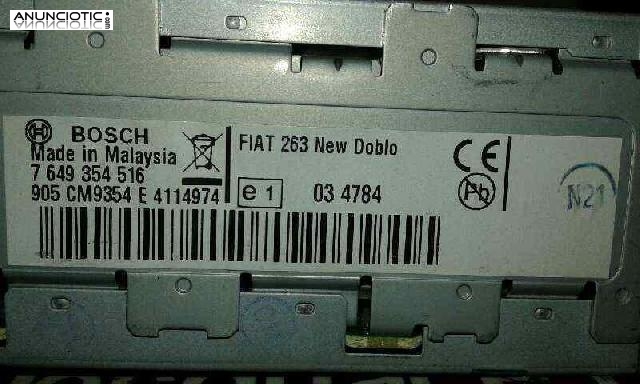 ANUNCIOTIC.com
BOSCH
Made in Malaysia
7 649 354 516
905 CM9354 E 4114974
FIAT 263 New Doblo
e 1
03 4784
CE
Pb
N21